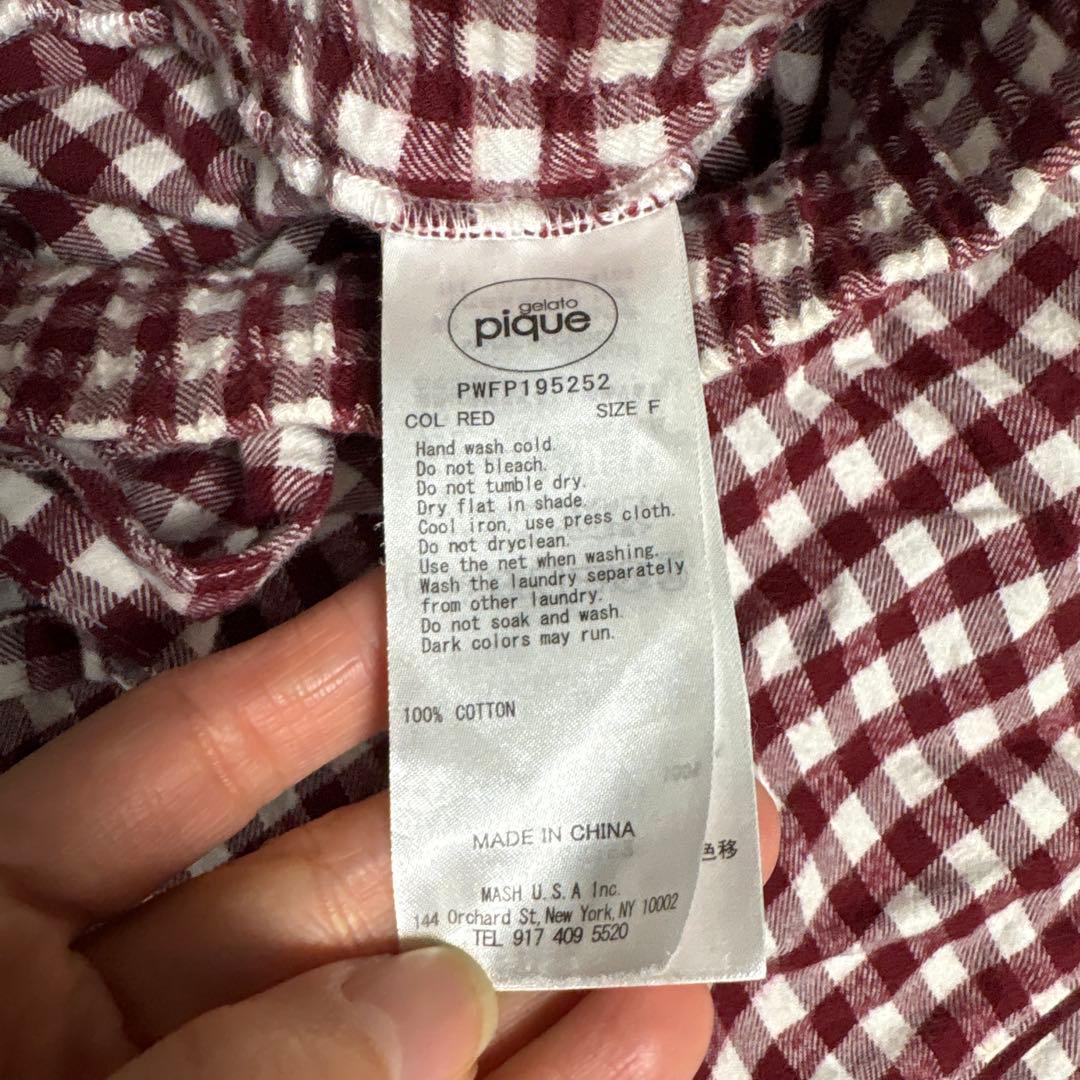 gelato
pique
PWFP195252
COL RED SIZE F
Hand wash cold.
Do not bleach.
Do not tumble dry.
Dry flat in shade.
Cool iron, use press cloth.
Do not dryclean.
Use the net when washing.
Wash the laundry separately
from other laundry.
Do not soak and wash.
Dark colors may run.
100% COTTON
MADE IN CHINA
色移
MASH U.S.A Inc.
144 Orchard St, New York, NY 10002
TEL 917 409 5520